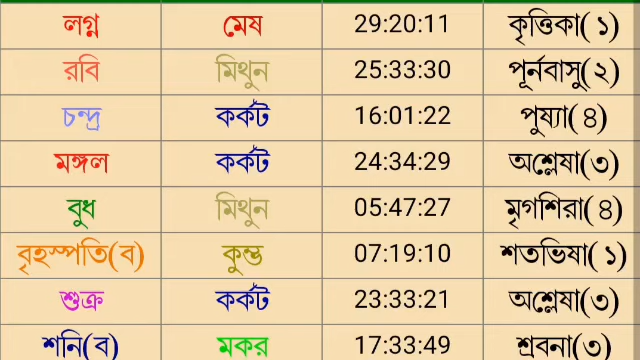 লগ্ন মেষ 29:20:11 কৃত্তিকা(১)
রবি মিথুন 25:33:30 পূর্নবাসু(২)
চন্দ্র কর্কট 16:01:22 পুষ্যা(৪)
মঙ্গল কর্কট 24:34:29 অশ্লেষা(৩)
বুধ মিথুন 05:47:27 মৃগশিরা(৪)
বৃহস্পতি(ব) কুম্ভ 07:19:10 শতভিষা(১)
শুক্র কর্কট 23:33:21 অশ্লেষা(৩)
শনি(ব) মকর 17:33:49 শ্রবনা(৩)